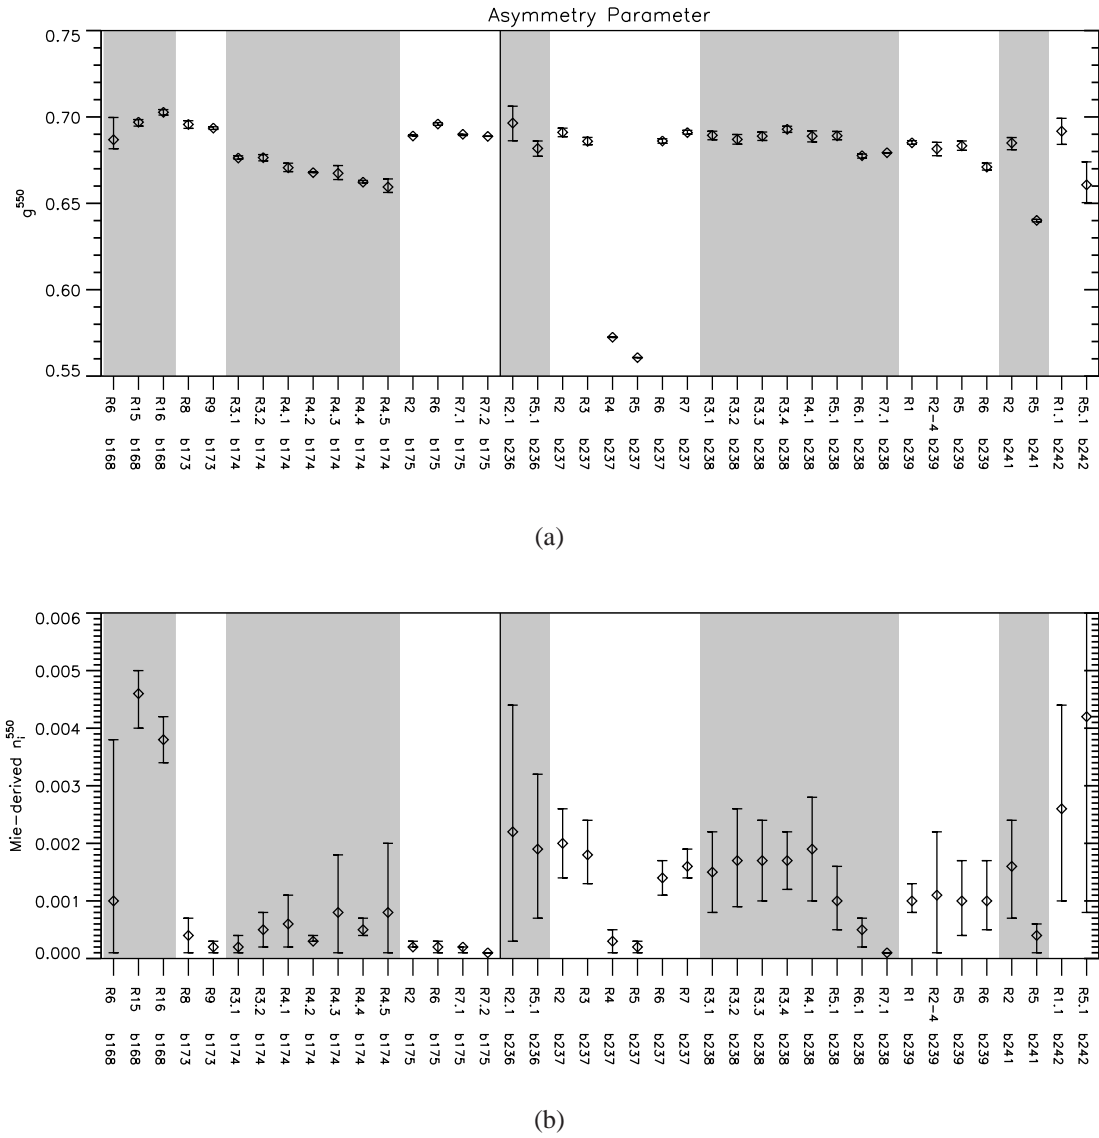 Asymmetry Parameter
0.75
0.70
0.65
0.60
0.55
g550
R6 R15 R16 R8 R9 R3.1 R3.2 R4.1 R4.2 R4.3 R4.4 R4.5 R2 R6 R7.1 R7.2 R2.1 R5.1 R2 R3 R4 R5 R6 R7 R3.1 R3.2 R3.3 R3.4 R4.1 R5.1 R6.1 R7.1 R1 R2-4 R5 R6 R2 R5 R1.1 R5.1
b168 b168 b168 b173 b173 b174 b174 b174 b174 b174 b174 b174 b175 b175 b175 b175 b236 b236 b237 b237 b237 b237 b237 b237 b238 b238 b238 b238 b238 b238 b238 b238 b239 b239 b239 b239 b241 b241 b242 b242
(a)
0.006
0.005
0.004
0.003
0.002
0.001
0.000
Mie-derived ni550
R6 R15 R16 R8 R9 R3.1 R3.2 R4.1 R4.2 R4.3 R4.4 R4.5 R2 R6 R7.1 R7.2 R2.1 R5.1 R2 R3 R4 R5 R6 R7 R3.1 R3.2 R3.3 R3.4 R4.1 R5.1 R6.1 R7.1 R1 R2-4 R5 R6 R2 R5 R1.1 R5.1
b168 b168 b168 b173 b173 b174 b174 b174 b174 b174 b174 b174 b175 b175 b175 b175 b236 b236 b237 b237 b237 b237 b237 b237 b238 b238 b238 b238 b238 b238 b238 b238 b239 b239 b239 b239 b241 b241 b242 b242
(b)